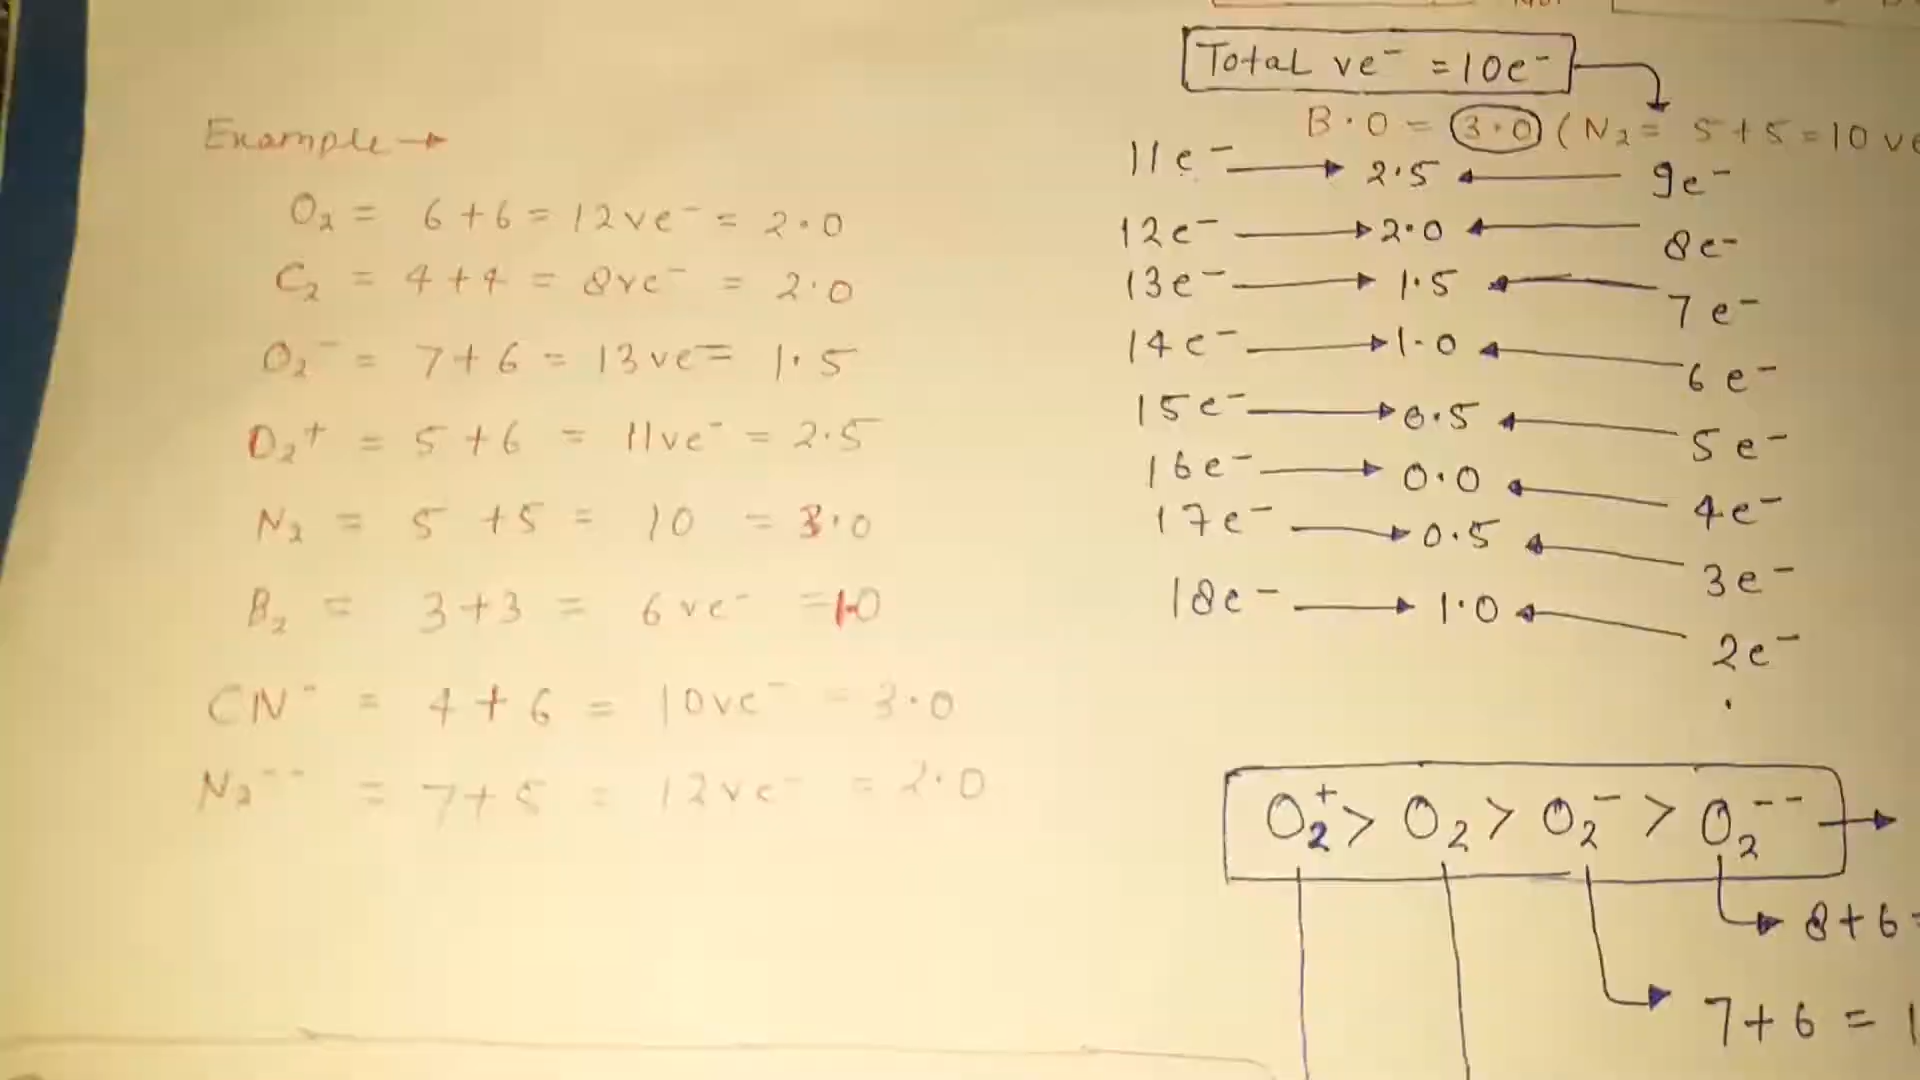 Example →
O₂ = 6+6 = 12ve⁻ = 2.0
C₂ = 4+4 = 8ve⁻ = 2.0
O₂⁻ = 7+6 = 13ve⁻ = 1.5
O₂⁺ = 5+6 = 11ve⁻ = 2.5
N₂ = 5+5 = 10 = 3.0
B₂ = 3+3 = 6ve⁻ = 1.0
CN⁻ = 4+6 = 10ve⁻ = 3.0
N₂⁻⁻ = 7+5 = 12ve⁻ = 2.0
Total ve⁻ = 10e⁻
B.O = 3.0 (N₂ = 5+5=10 ve
11e⁻ → 2.5 ← 9e⁻
12e⁻ → 2.0 ← 8e⁻
13e⁻ → 1.5 ← 7e⁻
14e⁻ → 1.0 ← 6e⁻
15e⁻ → 0.5 ← 5e⁻
16e⁻ → 0.0 ← 4e⁻
17e⁻ → 0.5 ← 3e⁻
18e⁻ → 1.0 ← 2e⁻
O₂⁺ > O₂ > O₂⁻ > O₂⁻⁻ →
8+6 =
7+6 = 1